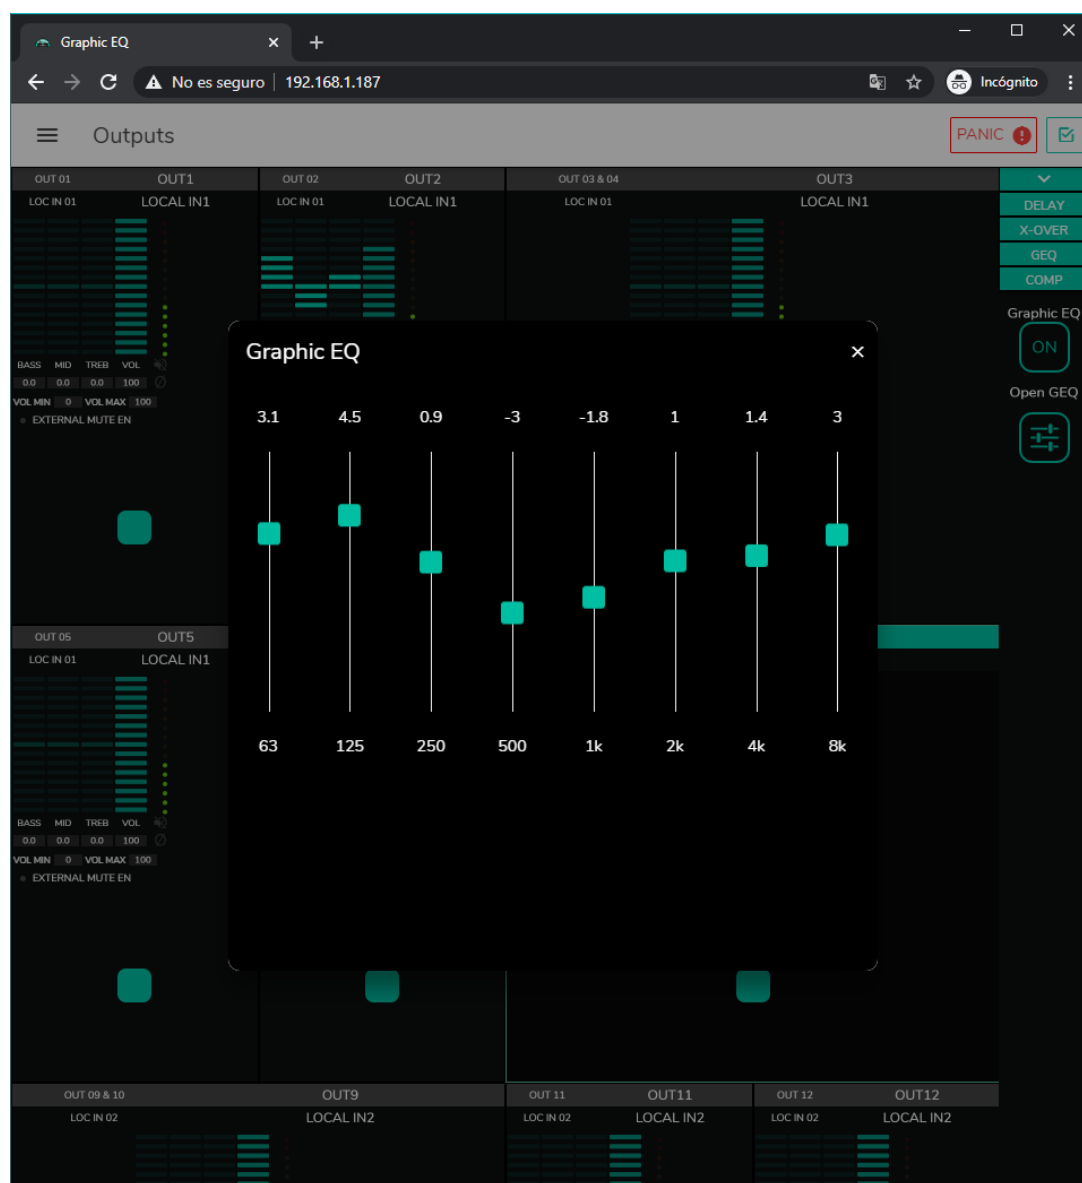 Graphic EQ
No es seguro 192.168.1.187 Incógnito
Outputs PANIC
OUT 01 OUT1 OUT 02 OUT2 OUT 03 & 04 OUT3
LOC IN 01 LOCAL IN1 LOC IN 01 LOCAL IN1 LOC IN 01 LOCAL IN1 DELAY
X-OVER
GEQ
COMP
Graphic EQ
ON
Open GEQ
Graphic EQ
BASS MID TREB VOL
0.0 0.0 0.0 100
VOL MIN 0 VOL MAX 100
EXTERNAL MUTE EN
3.1 4.5 0.9 -3 -1.8 1 1.4 3
63 125 250 500 1k 2k 4k 8k
OUT 05 OUT5
LOC IN 01 LOCAL IN1
BASS MID TREB VOL
0.0 0.0 0.0 100
VOL MIN 0 VOL MAX 100
EXTERNAL MUTE EN
OUT 09 & 10 OUT9 OUT 11 OUT11 OUT 12 OUT12
LOC IN 02 LOCAL IN2 LOC IN 02 LOCAL IN2 LOC IN 02 LOCAL IN2